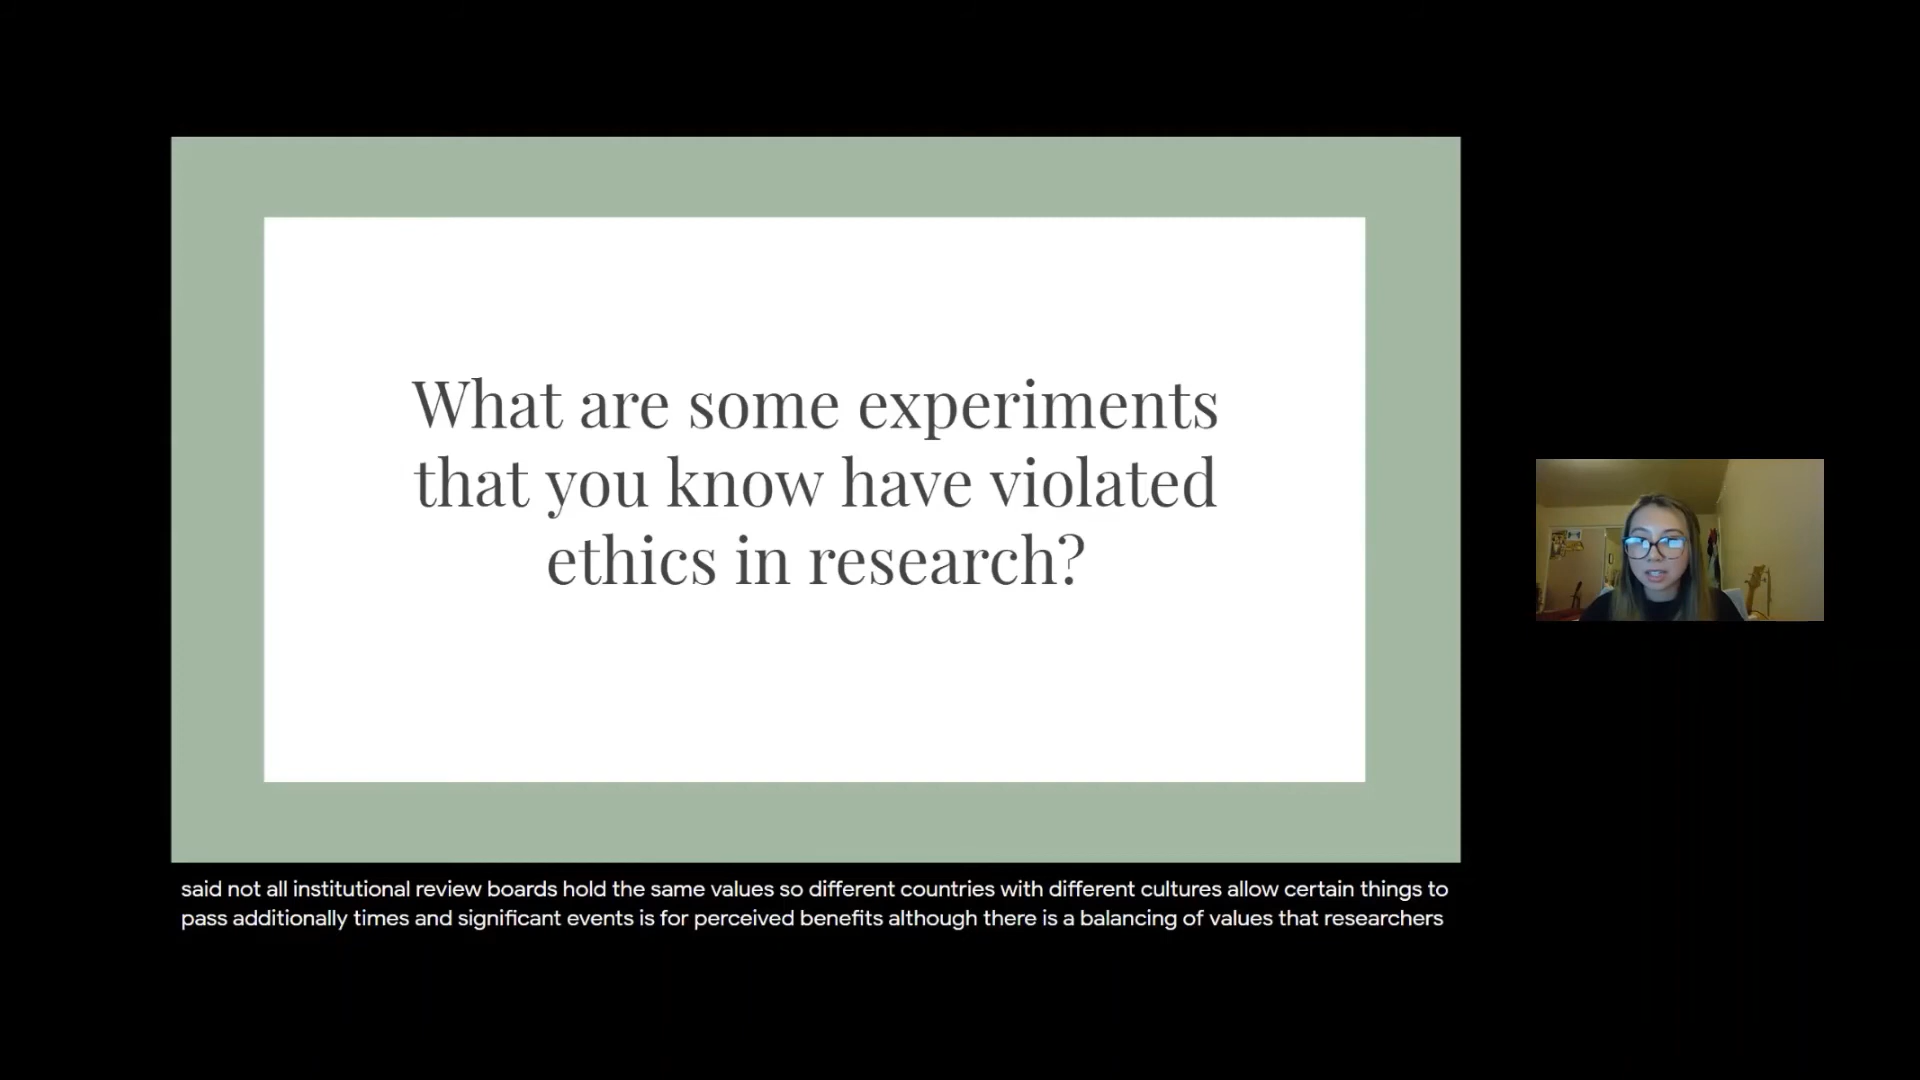 What are some experiments
that you know have violated
ethics in research?
said not all institutional review boards hold the same values so different countries with different cultures allow certain things to
pass additionally times and significant events is for perceived benefits although there is a balancing of values that researchers